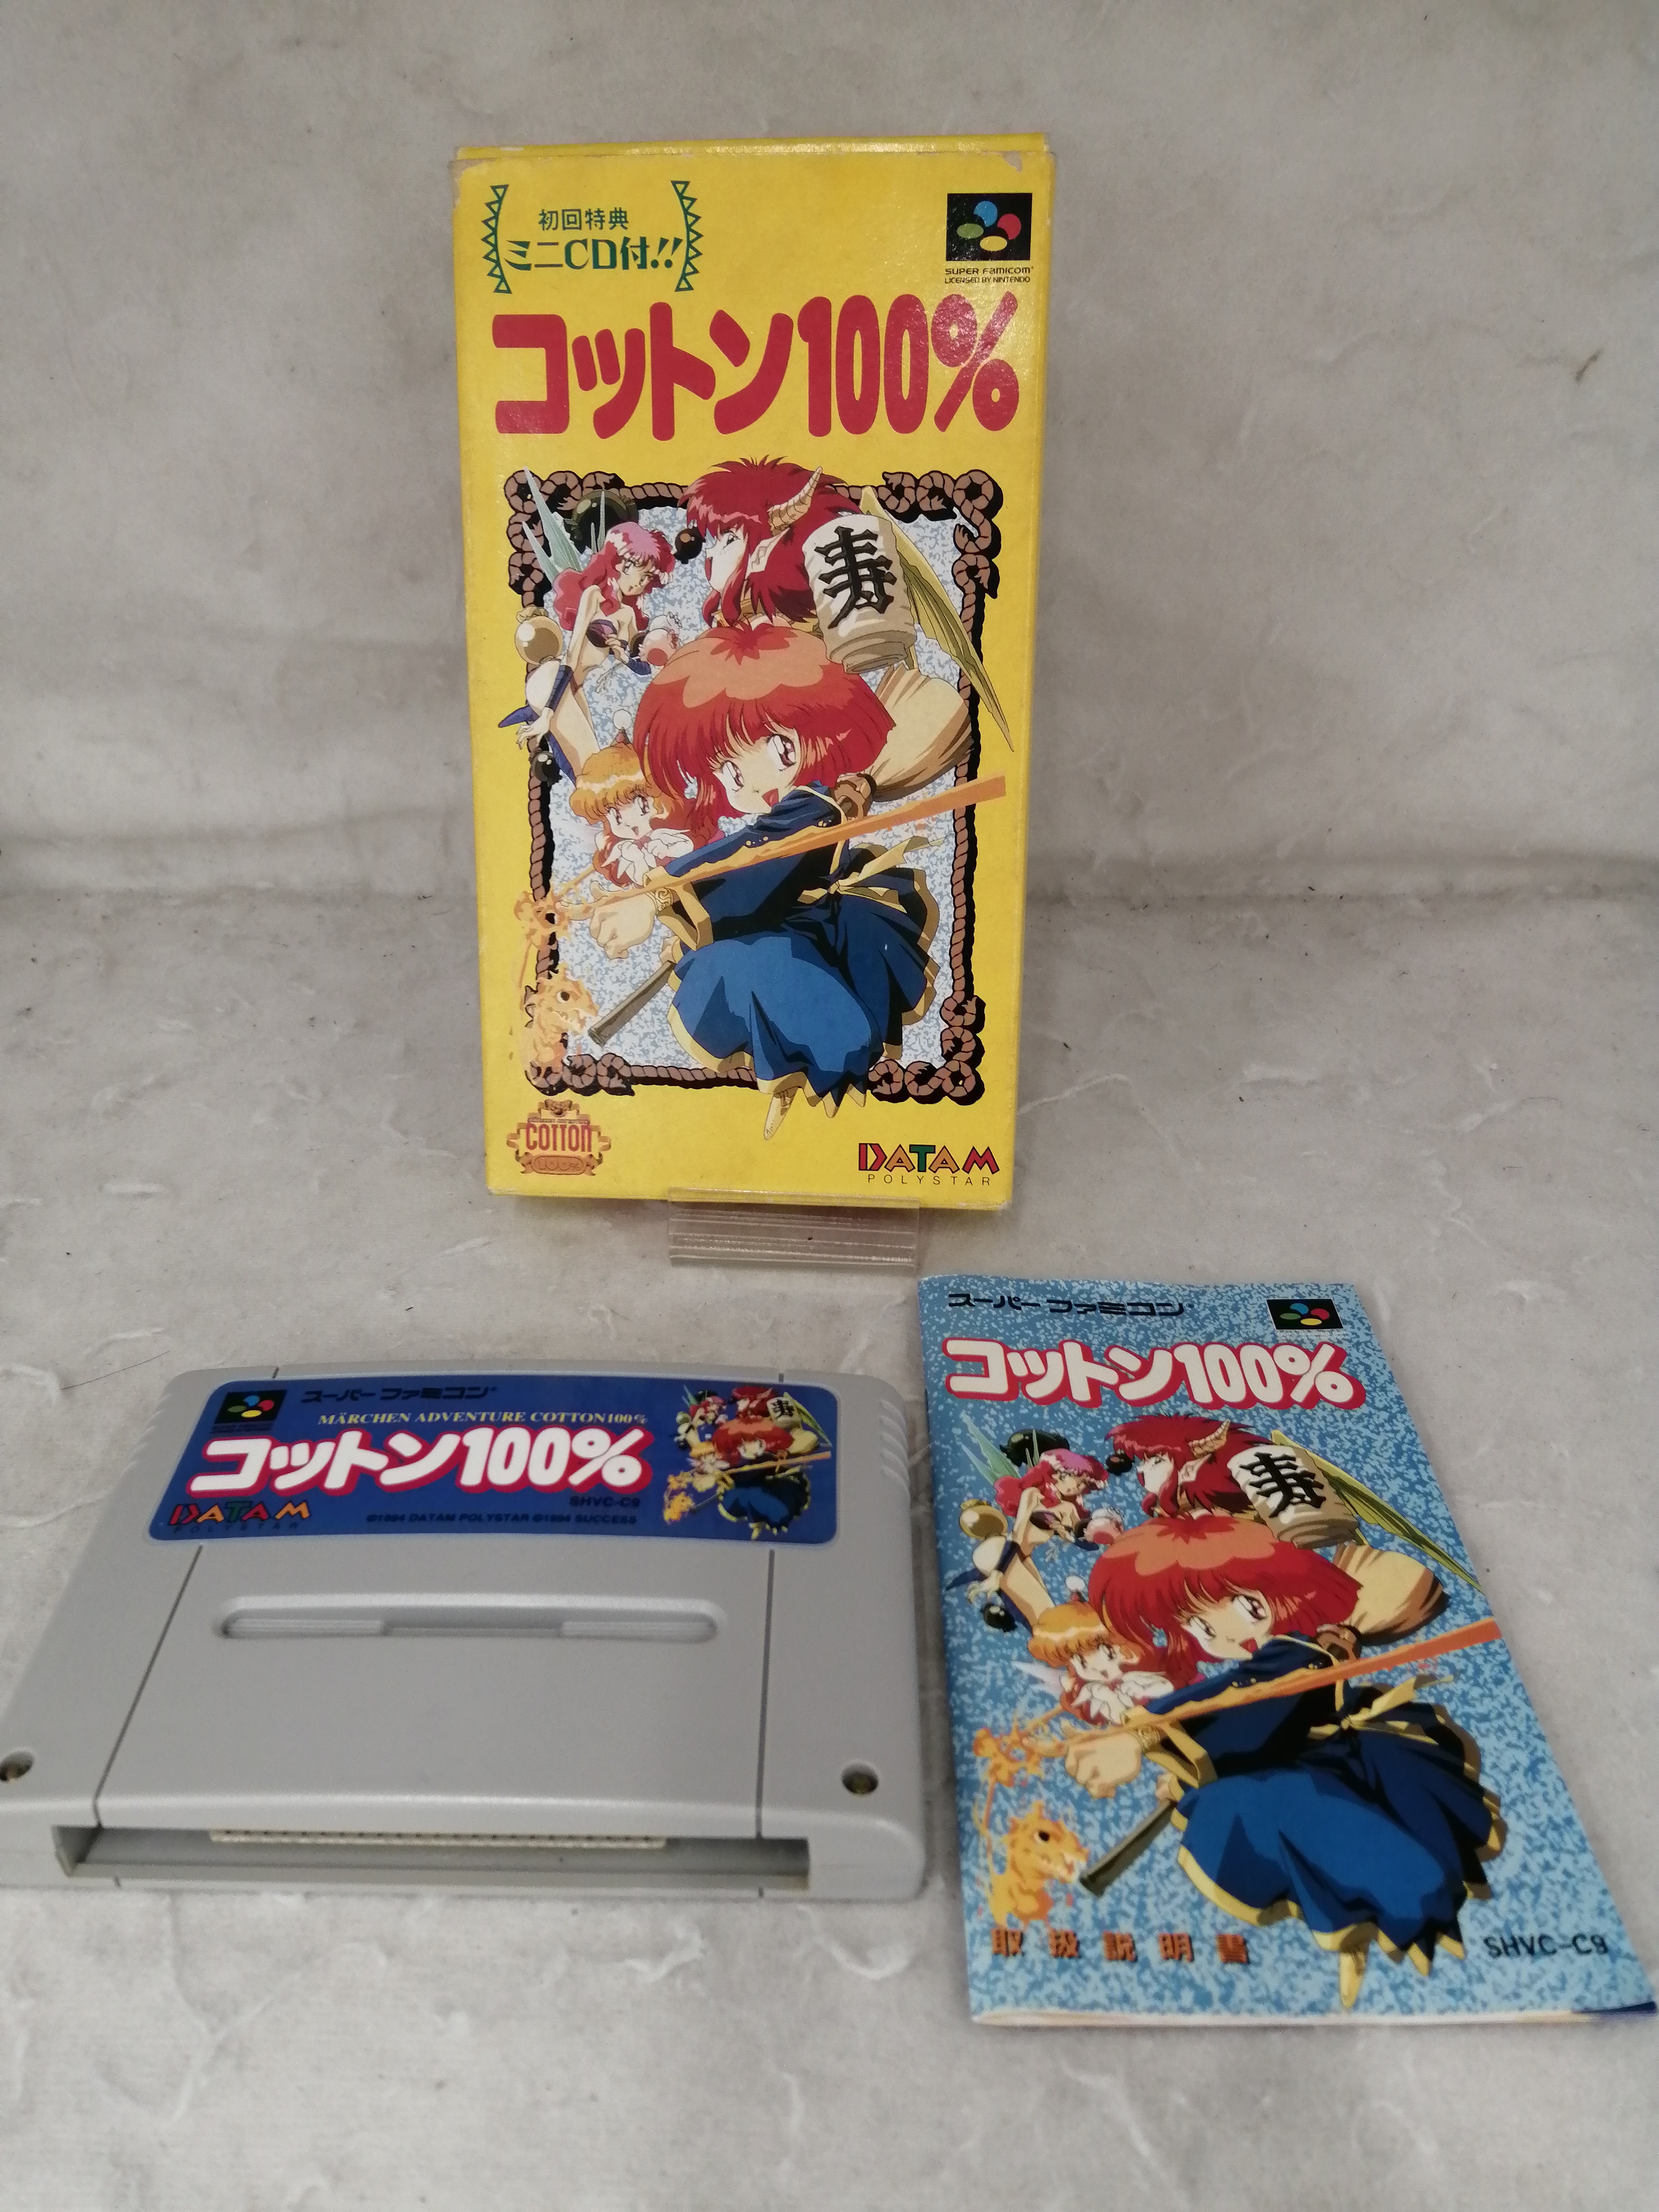 初回特典
ミニCD付!!
SUPER FAMICOM
LICENSED BY NINTENDO
コットン100%
寿
COTTON
100%
DATAM
POLYSTAR
スーパーファミコン
MÄRCHEN ADVENTURE COTTON100%
コットン100%
寿
SHVC-C9
DATAM
POLYSTAR
©1994 DATAM POLYSTAR ©1994 SUCCESS
スーパーファミコン
コットン100%
寿
取扱説明書
SHVC-C9